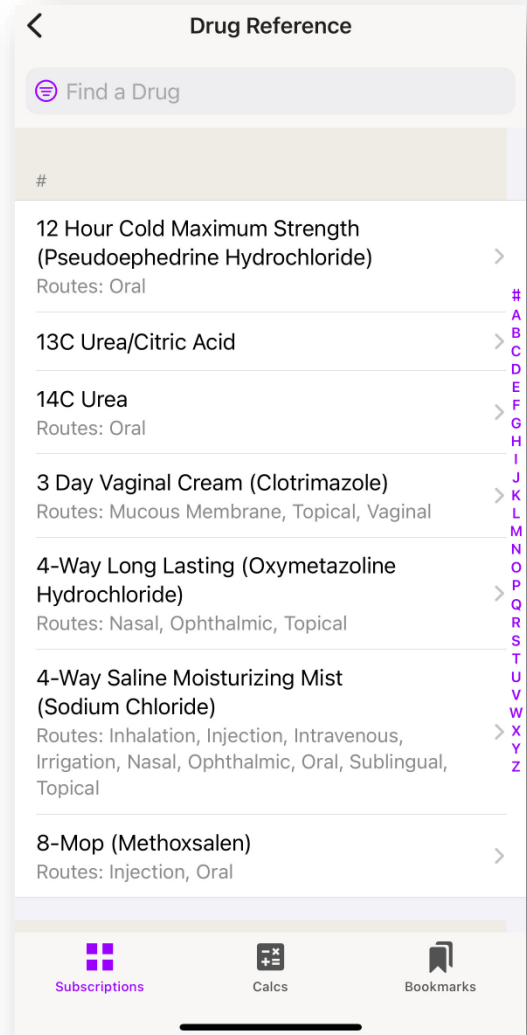 Drug Reference
Find a Drug
#
12 Hour Cold Maximum Strength
(Pseudoephedrine Hydrochloride)
Routes: Oral
13C Urea/Citric Acid
14C Urea
Routes: Oral
3 Day Vaginal Cream (Clotrimazole)
Routes: Mucous Membrane, Topical, Vaginal
4-Way Long Lasting (Oxymetazoline
Hydrochloride)
Routes: Nasal, Ophthalmic, Topical
4-Way Saline Moisturizing Mist
(Sodium Chloride)
Routes: Inhalation, Injection, Intravenous,
Irrigation, Nasal, Ophthalmic, Oral, Sublingual,
Topical
8-Mop (Methoxsalen)
Routes: Injection, Oral
#
A
B
C
D
E
F
G
H
I
J
K
L
M
N
O
P
Q
R
S
T
U
V
W
X
Y
Z
Subscriptions
Calcs
Bookmarks